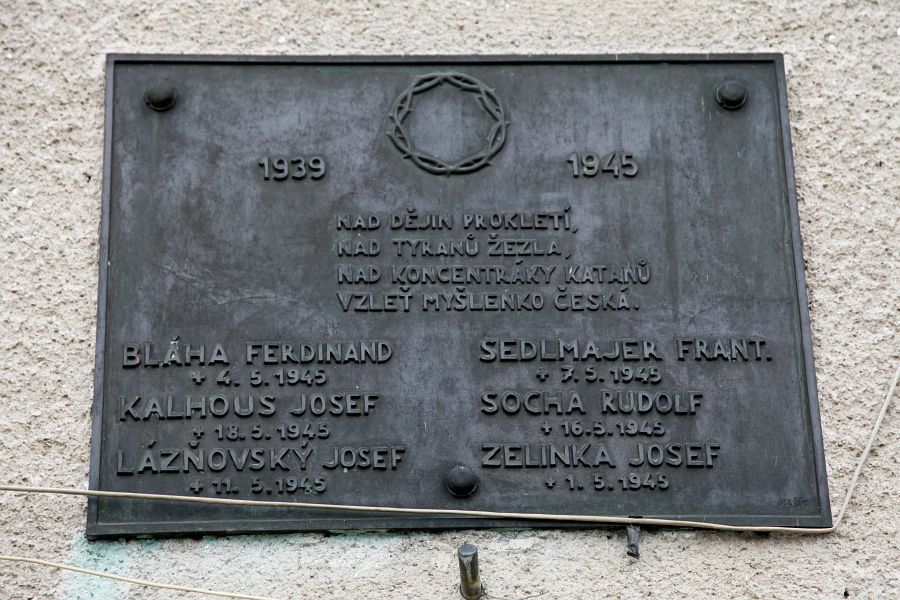 1939 1945
NAD DĚJIN PROKLETÍ,
NAD TYRANŮ ŽEZLA,
NAD KONCENTRÁKY KATANŮ
VZLEŤ MYŠLENKO ČESKÁ.
BLÁHA FERDINAND
+ 4. 5. 1945
KALHOUS JOSEF
+ 18. 5. 1945
LÁZŇOVSKÝ JOSEF
+ 11. 5. 1945
SEDLMAJER FRANT.
+ 7. 5. 1945
SOCHA RUDOLF
+ 16. 5. 1945
ZELINKA JOSEF
+ 1. 5. 1945